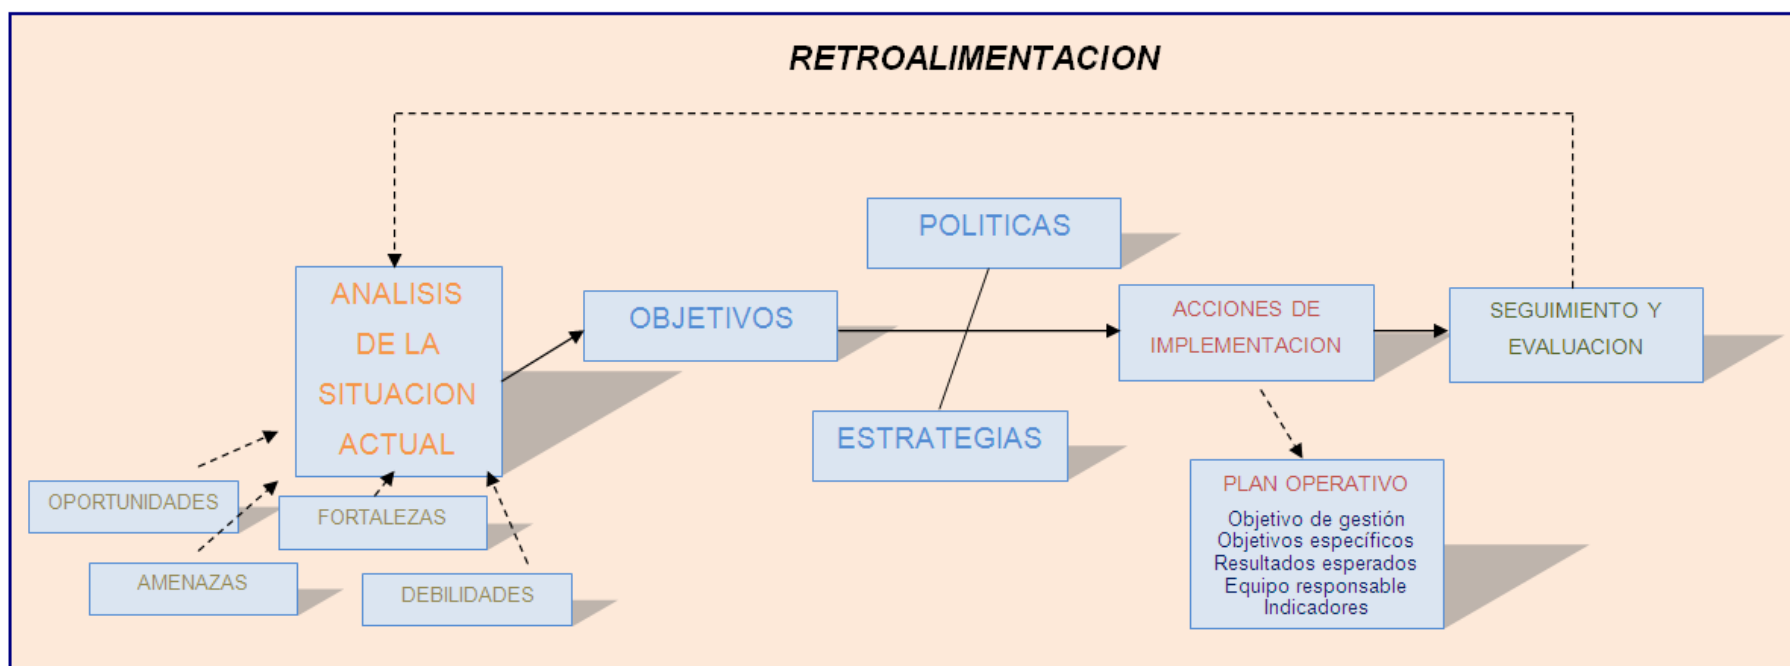 RETROALIMENTACION
POLITICAS
ANALISIS
DE LA
SITUACION
ACTUAL
OBJETIVOS
ACCIONES DE
IMPLEMENTACION
SEGUIMIENTO Y
EVALUACION
ESTRATEGIAS
OPORTUNIDADES
FORTALEZAS
AMENAZAS
DEBILIDADES
PLAN OPERATIVO
Objetivo de gestión
Objetivos específicos
Resultados esperados
Equipo responsable
Indicadores